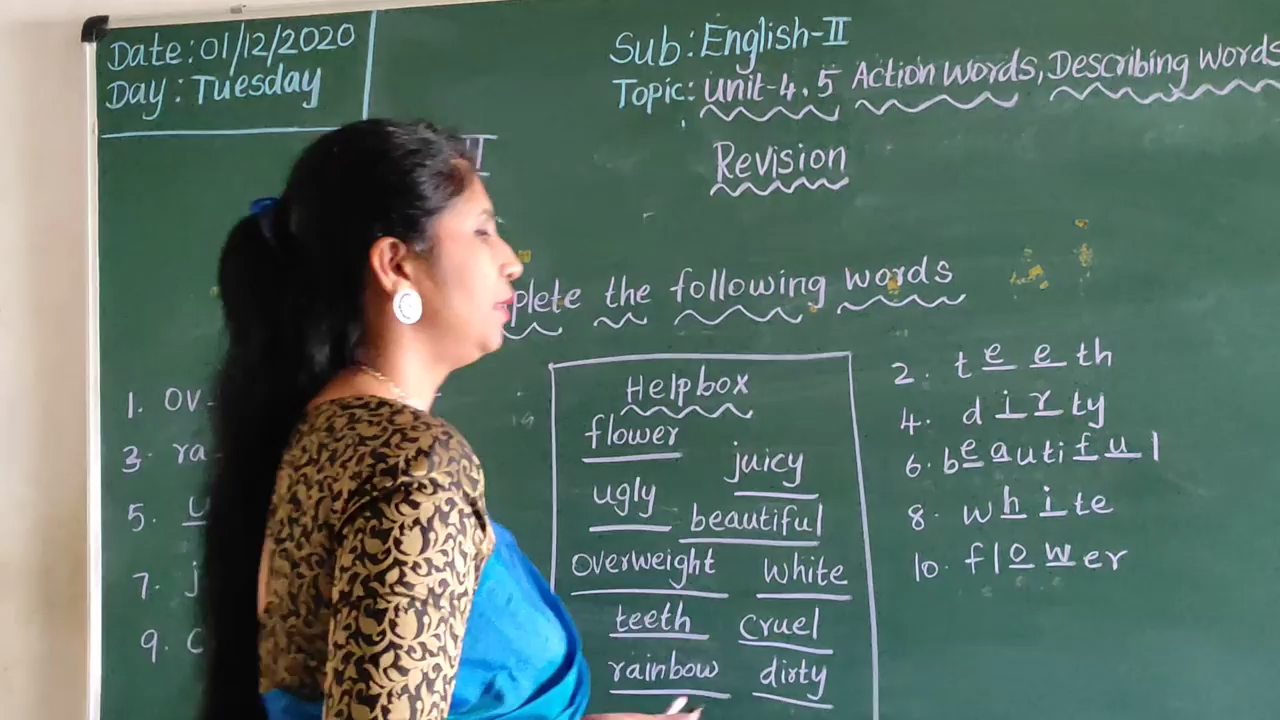 Date: 01/12/2020
Day: Tuesday
Sub: English-II
Topic: Unit-4,5 Action words, Describing words
Revision
II
plete the following words
1. ov
3. ra
5. u
7. j
9. c
Helpbox
flower
juicy
ugly
beautiful
overweight white
teeth cruel
rainbow dirty
2. teeth
4. dirty
6. beautiful
8. white
10. flower